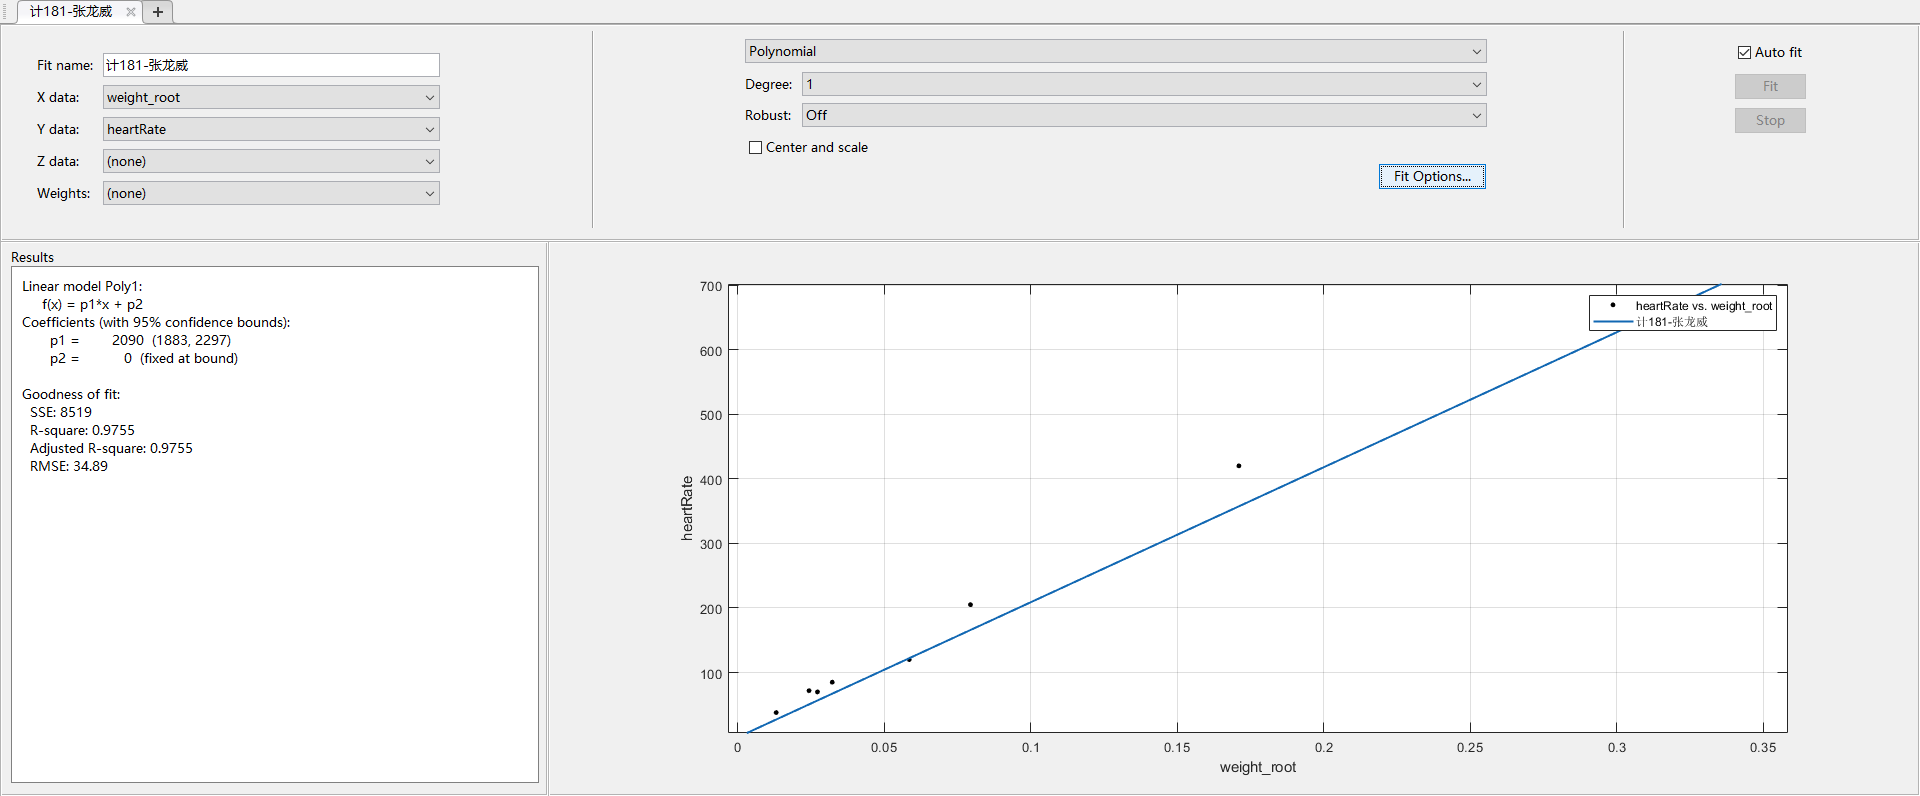 计181-张龙威
Fit name: 计181-张龙威
X data: weight_root
Y data: heartRate
Z data: (none)
Weights: (none)
Polynomial
Degree: 1
Robust: Off
Center and scale
Fit Options...
Auto fit
Fit
Stop
Results
Linear model Poly1:
f(x) = p1*x + p2
Coefficients (with 95% confidence bounds):
p1 = 2090 (1883, 2297)
p2 = 0 (fixed at bound)
Goodness of fit:
SSE: 8519
R-square: 0.9755
Adjusted R-square: 0.9755
RMSE: 34.89
heartRate vs. weight_root
计181-张龙威
700
600
500
400
300
200
100
heartRate
0 0.05 0.1 0.15 0.2 0.25 0.3 0.35
weight_root